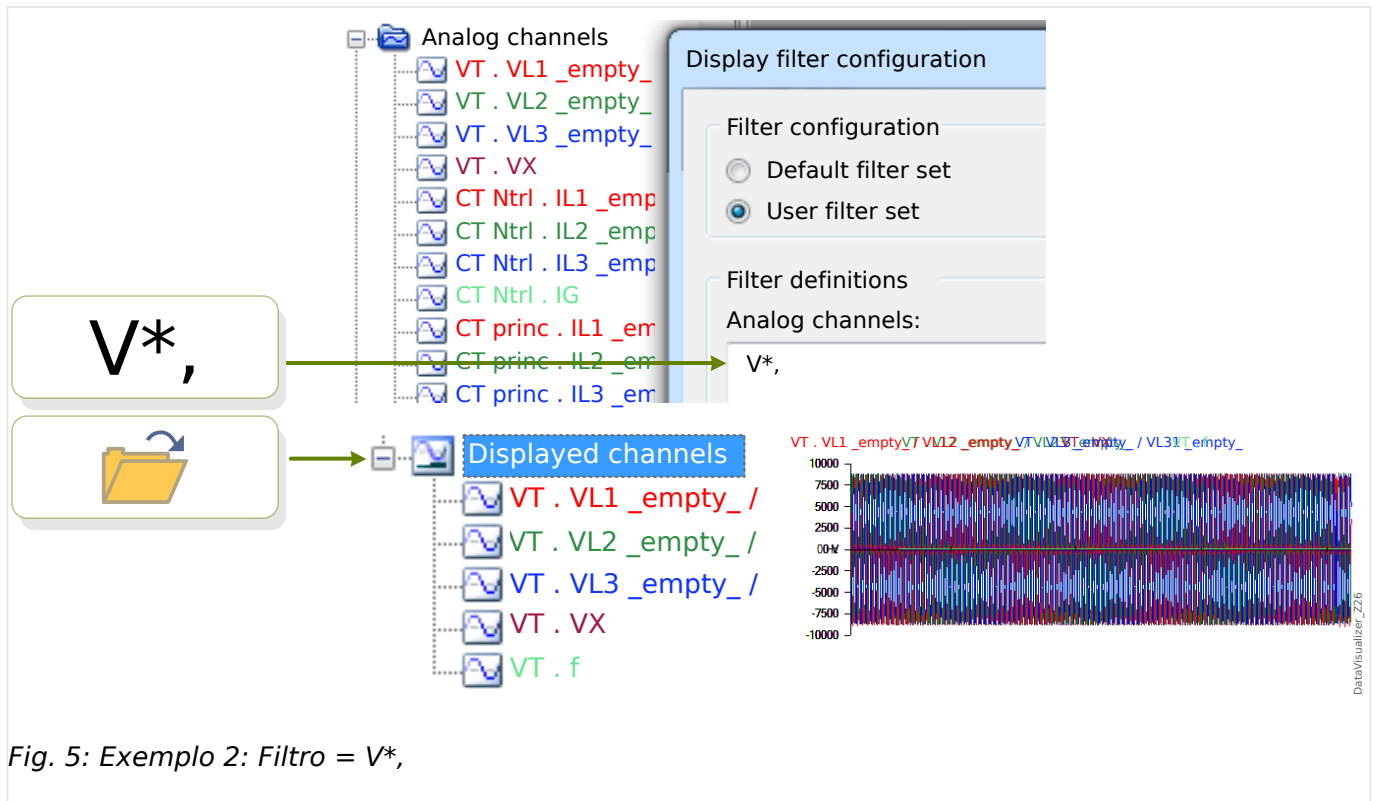 Analog channels
VT . VL1 _empty_
VT . VL2 _empty_
VT . VL3 _empty_
VT . VX
CT Ntrl . IL1 _emp
CT Ntrl . IL2 _emp
CT Ntrl . IL3 _emp
CT Ntrl . IG
CT princ . IL1 _em
CT princ . IL2 _em
CT princ . IL3 _em
Display filter configuration
Filter configuration
Default filter set
User filter set
Filter definitions
Analog channels:
V*,
V*,
Displayed channels
VT . VL1 _empty_ /
VT . VL2 _empty_ /
VT . VL3 _empty_ /
VT . VX
VT . f
VT . VL1 _empty_
10000
7500
5000
2500
-2500
-5000
-7500
-10000
DataVisualizer_Z26
Fig. 5: Exemplo 2: Filtro = V*,